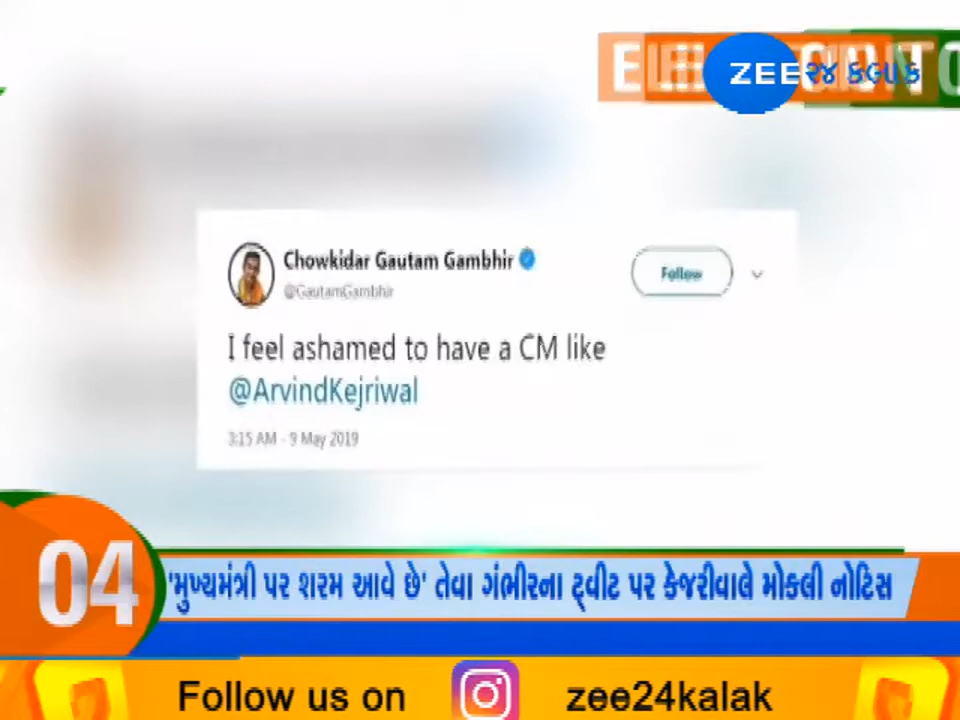 ZEE ૨૪ કલાક
Chowkidar Gautam Gambhir
@GautamGambhir
Follow
I feel ashamed to have a CM like
@ArvindKejriwal
3:15 AM - 9 May 2019
04
'મુખ્યમંત્રી પર શરમ આવે છે' તેવા ગંભીરના ટ્વીટ પર કેજરીવાલે મોકલી નોટિસ
Follow us on
zee24kalak